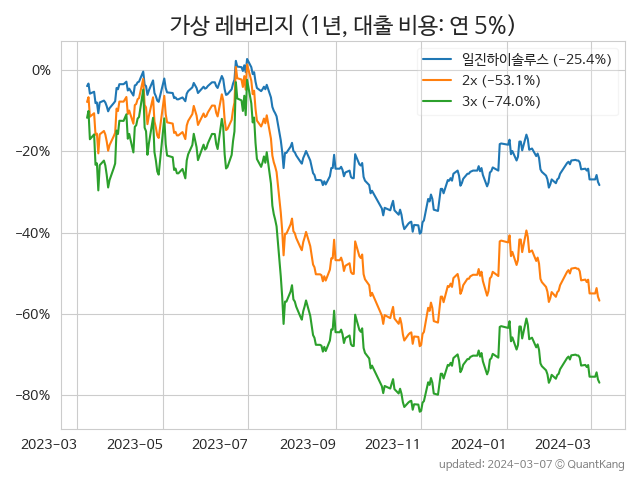 가상 레버리지 (1년, 대출 비용: 연 5%)
일진하이솔루스 (−25.4%)
2x (−53.1%)
3x (−74.0%)
0%
−20%
−40%
−60%
−80%
2023−03 2023−05 2023−07 2023−09 2023−11 2024−01 2024−03
updated: 2024−03−07 © QuantKang